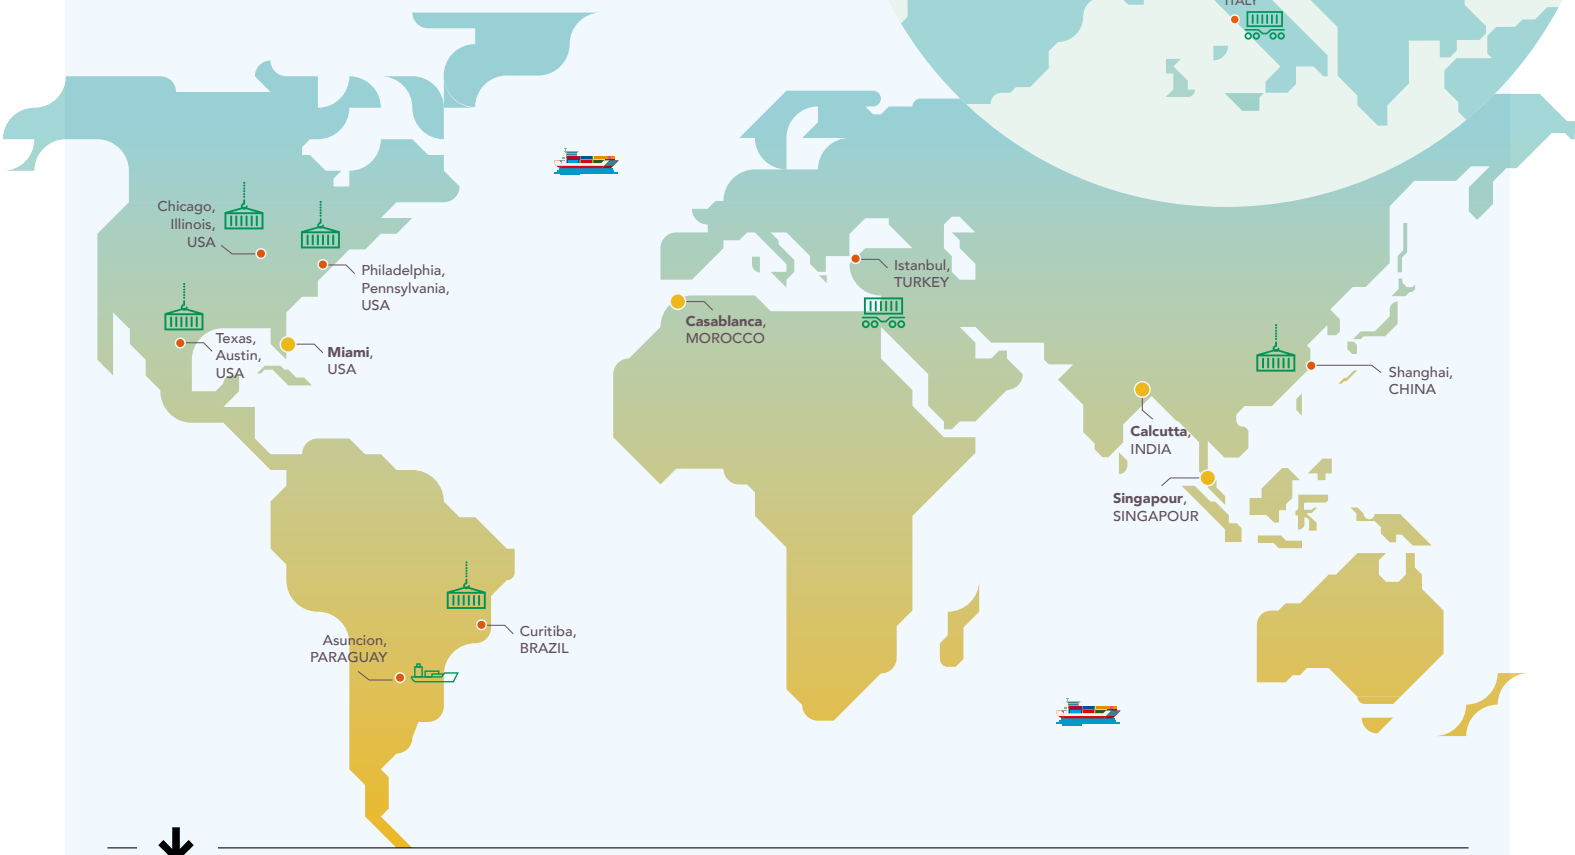 ITALY
Chicago,
Illinois,
USA
Philadelphia,
Pennsylvania,
USA
Texas,
Austin,
USA
Miami,
USA
Casablanca,
MOROCCO
Istanbul,
TURKEY
Shanghai,
CHINA
Calcutta,
INDIA
Singapour,
SINGAPOUR
Curitiba,
BRAZIL
Asuncion,
PARAGUAY